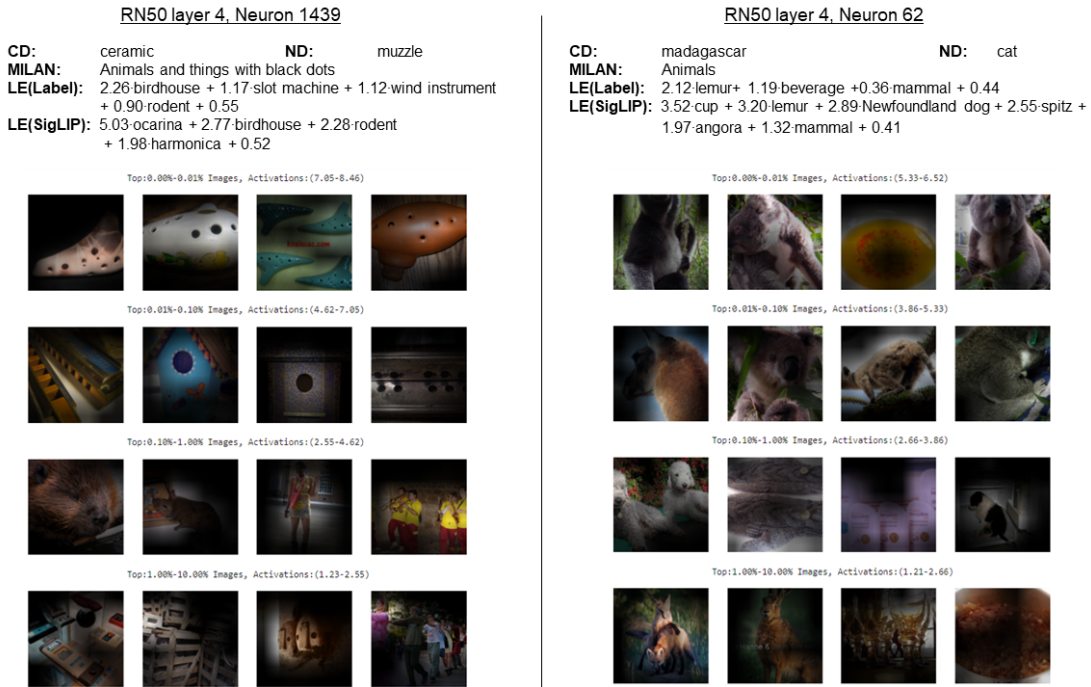 RN50 layer 4, Neuron 1439
CD: ceramic ND: muzzle
MILAN: Animals and things with black dots
LE(Label): 2.26·birdhouse + 1.17·slot machine + 1.12·wind instrument
+ 0.90·rodent + 0.55
LE(SigLIP): 5.03·ocarina + 2.77·birdhouse + 2.28·rodent
+ 1.98·harmonica + 0.52
Top:0.00%-0.01% Images, Activations:(7.05-8.46)
Top:0.01%-0.10% Images, Activations:(4.62-7.05)
Top:0.10%-1.00% Images, Activations:(2.55-4.62)
Top:1.00%-10.00% Images, Activations:(1.23-2.55)
RN50 layer 4, Neuron 62
CD: madagascar ND: cat
MILAN: Animals
LE(Label): 2.12·lemur+ 1.19·beverage +0.36·mammal + 0.44
LE(SigLIP): 3.52·cup + 3.20·lemur + 2.89·Newfoundland dog + 2.55·spitz +
1.97·angora + 1.32·mammal + 0.41
Top:0.00%-0.01% Images, Activations:(5.33-6.52)
Top:0.01%-0.10% Images, Activations:(3.86-5.33)
Top:0.10%-1.00% Images, Activations:(2.66-3.86)
Top:1.00%-10.00% Images, Activations:(1.21-2.66)